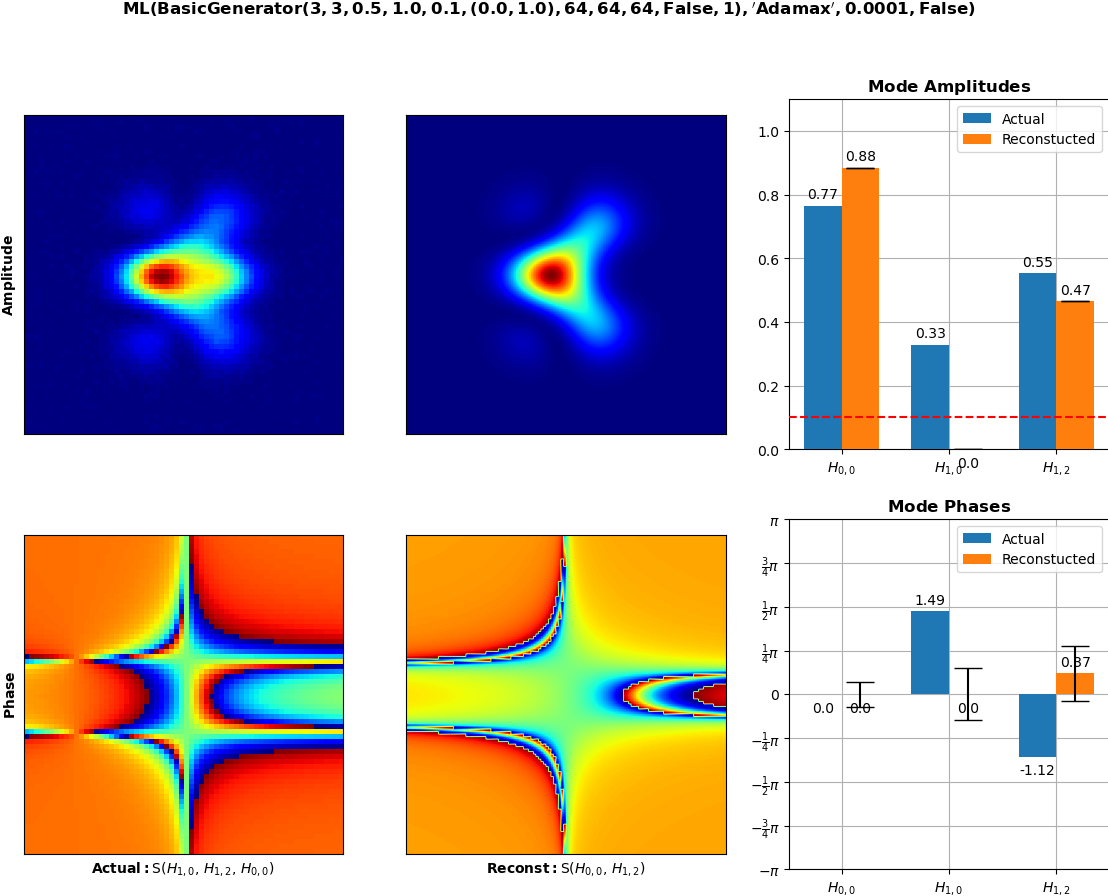 ML(BasicGenerator(3, 3, 0.5, 1.0, 0.1, (0.0, 1.0), 64, 64, 64, False, 1), ′Adamax′, 0.0001, False)
Mode Amplitudes
Actual
Reconstucted
1.0
0.8
0.6
0.4
0.2
0.0
0.77
0.88
0.33
0.0
0.55
0.47
H0,0
H1,0
H1,2
Amplitude
Mode Phases
Actual
Reconstucted
π
3/4π
1/2π
1/4π
0
−1/4π
−1/2π
−3/4π
−π
0.0
0.0
1.49
0.0
-1.12
0.37
H0,0
H1,0
H1,2
Phase
Actual: S(H1,0, H1,2, H0,0)
Reconst: S(H0,0, H1,2)